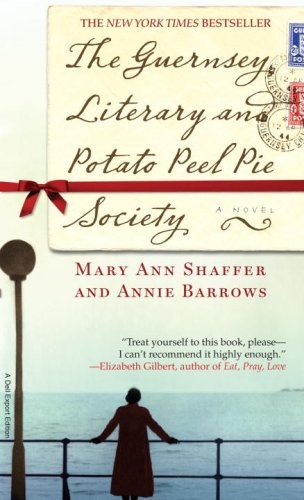 THE NEW YORK TIMES BESTSELLER
The Guernsey
Literary and
Potato Peel Pie
Society
A NOVEL
MARY ANN SHAFFER
AND ANNIE BARROWS
"Treat yourself to this book, please—
I can't recommend it highly enough."
—Elizabeth Gilbert, author of Eat, Pray, Love
A Dell Export Edition